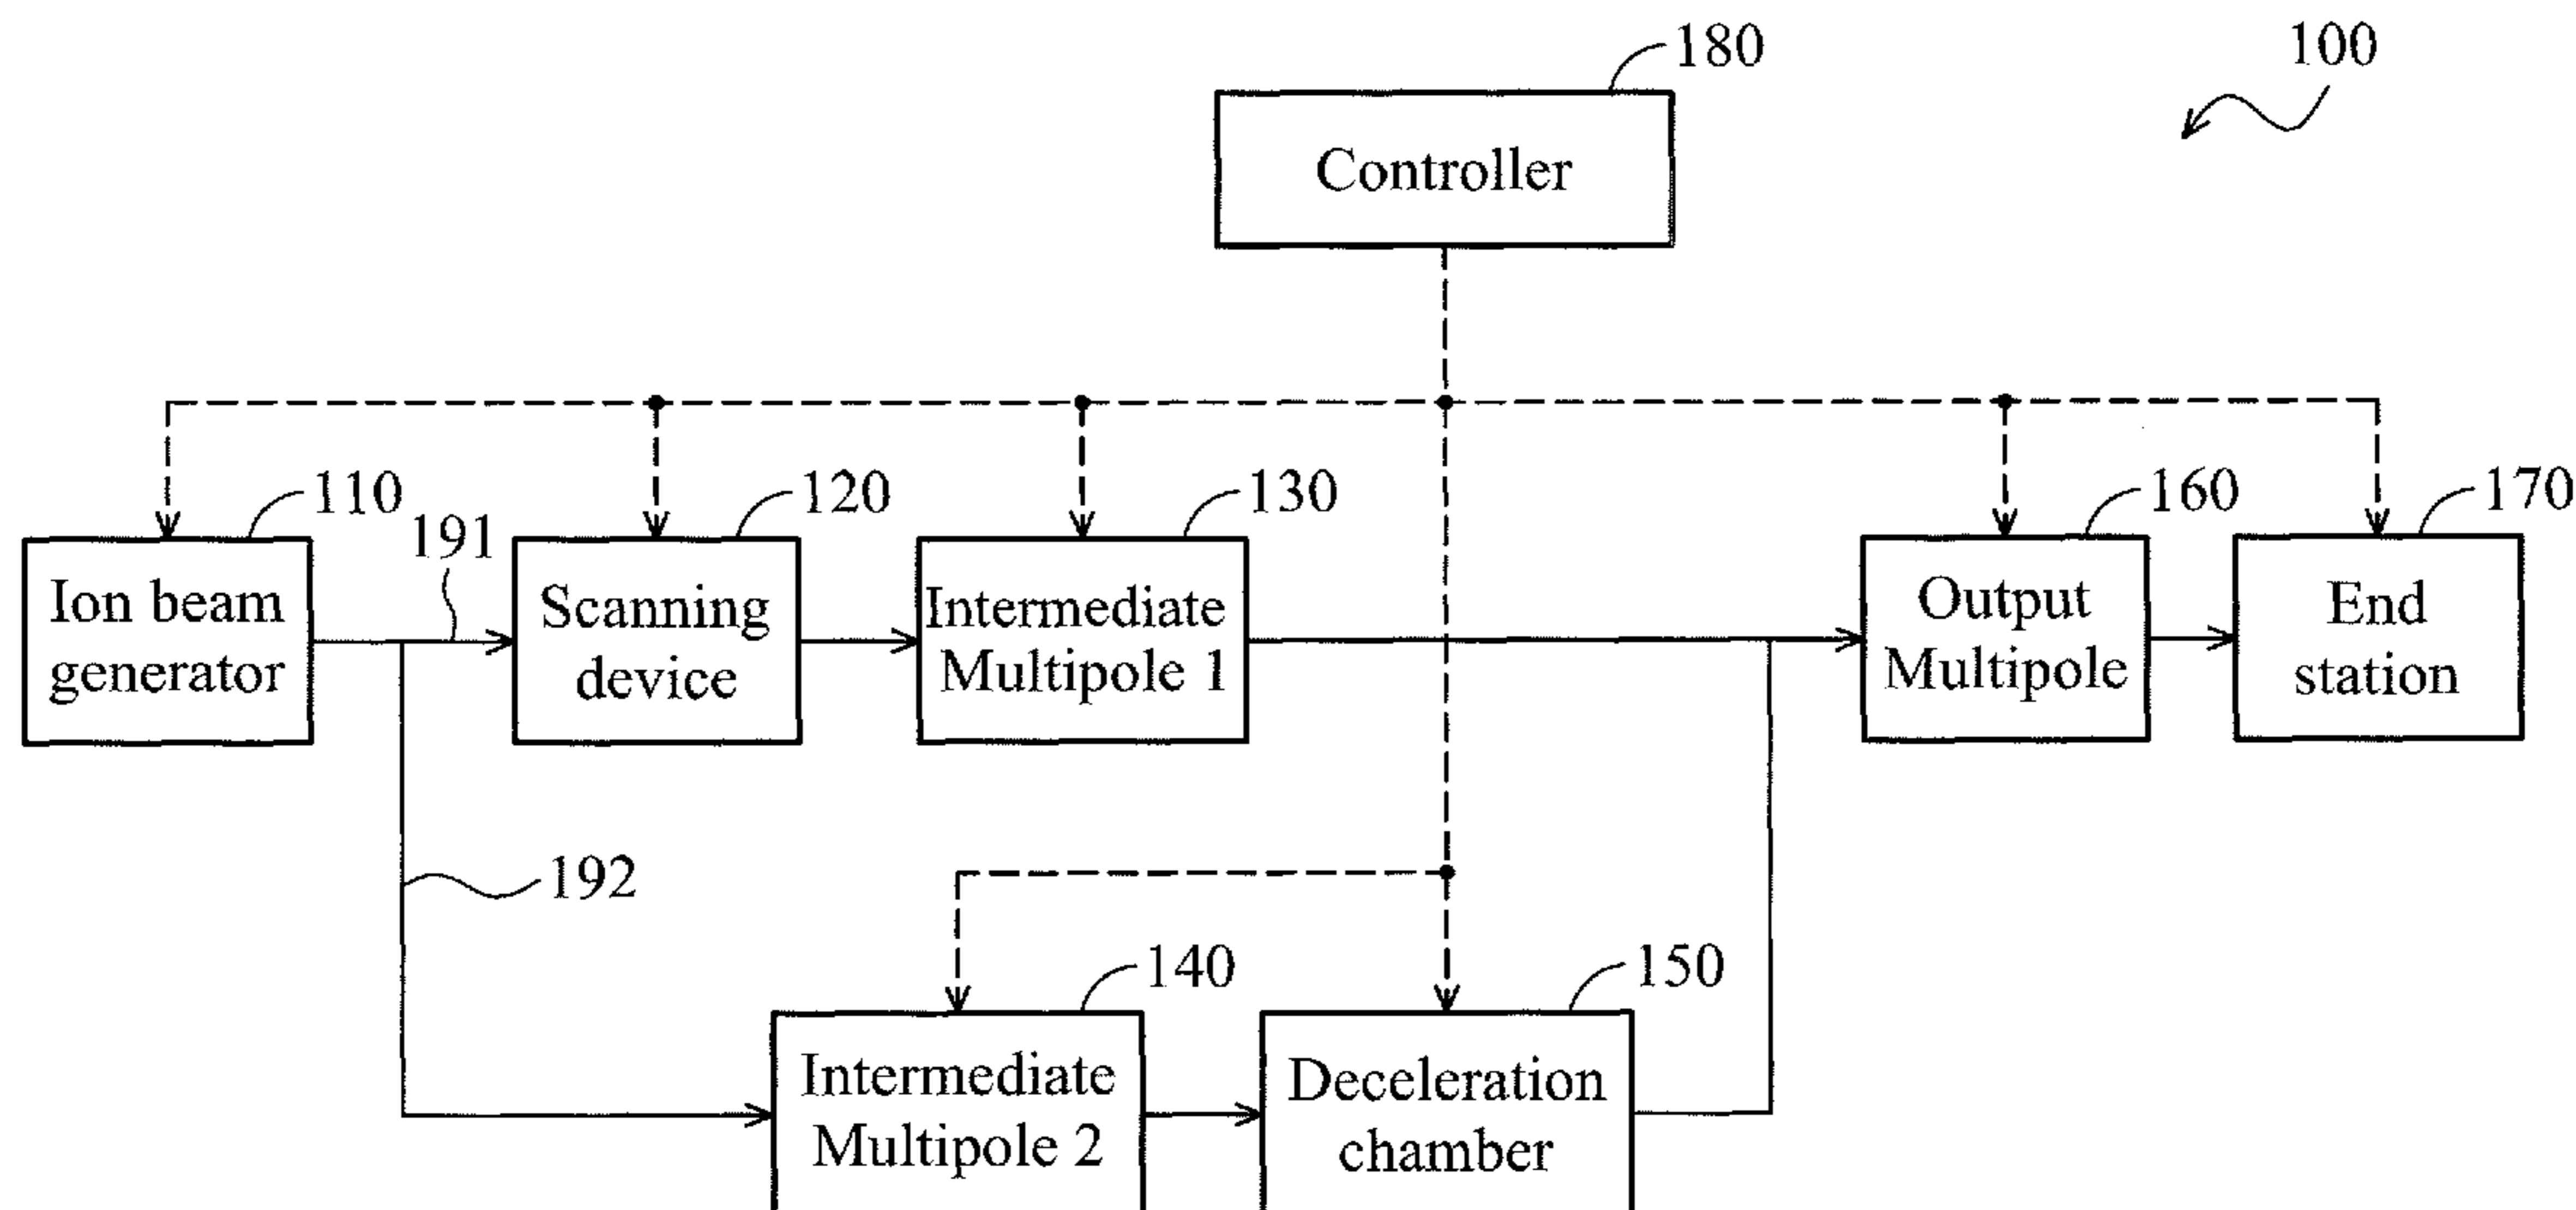 180
100
Controller
110
191
120
130
160
170
Ion beam
generator
Scanning
device
Intermediate
Multipole 1
Output
Multipole
End
station
192
140
150
Intermediate
Multipole 2
Deceleration
chamber